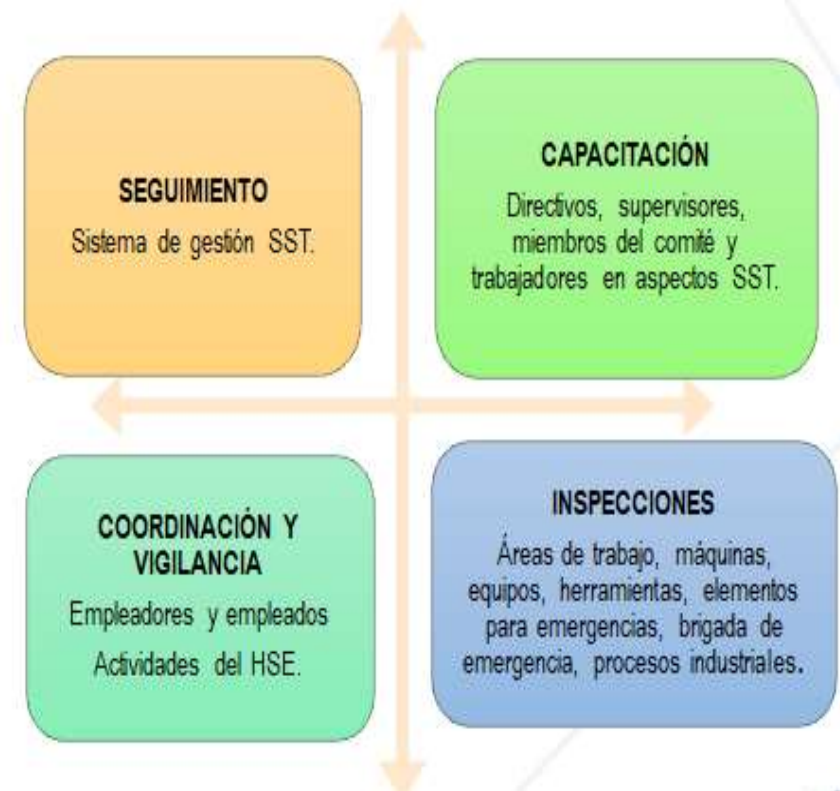 SEGUIMIENTO
Sistema de gestión SST.
CAPACITACIÓN
Directivos, supervisores,
miembros del comité y
trabajadores en aspectos SST.
COORDINACIÓN Y
VIGILANCIA
Empleadores y empleados
Actividades del HSE.
INSPECCIONES
Áreas de trabajo, máquinas,
equipos, herramientas, elementos
para emergencias, brigada de
emergencia, procesos industriales.